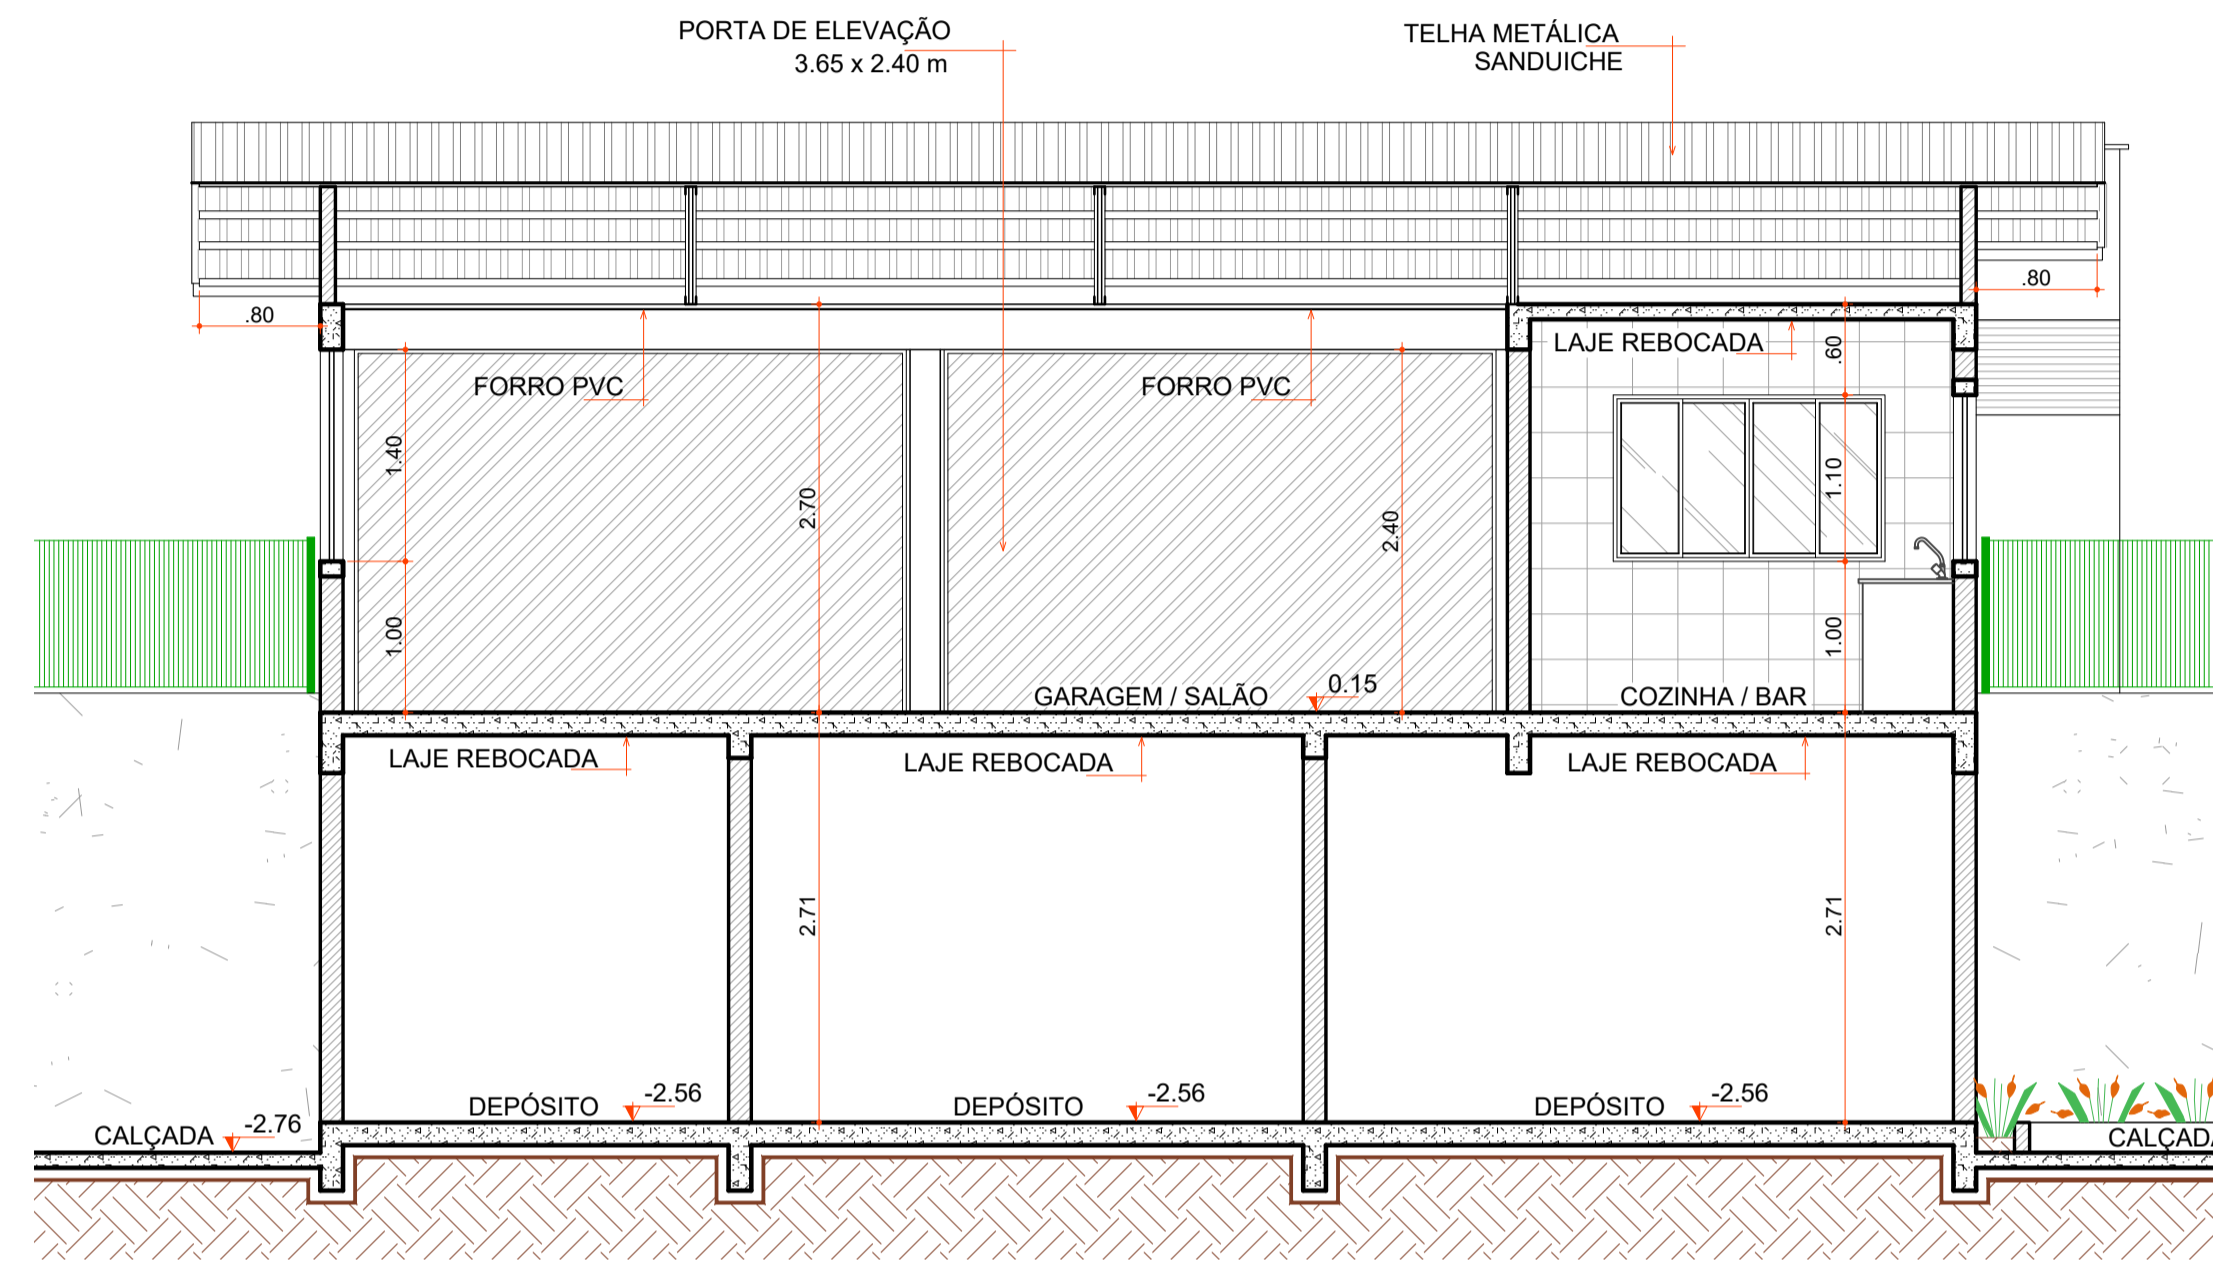 PORTA DE ELEVAÇÃO
3.65 x 2.40 m
TELHA METÁLICA
SANDUICHE
.80
.80
LAJE REBOCADA
.60
FORRO PVC
FORRO PVC
1.40
2.70
2.40
1.10
1.00
1.00
GARAGEM / SALÃO
0.15
COZINHA / BAR
LAJE REBOCADA
LAJE REBOCADA
LAJE REBOCADA
2.71
2.71
DEPÓSITO
-2.56
DEPÓSITO
-2.56
DEPÓSITO
-2.56
CALÇADA
-2.76
CALÇADA